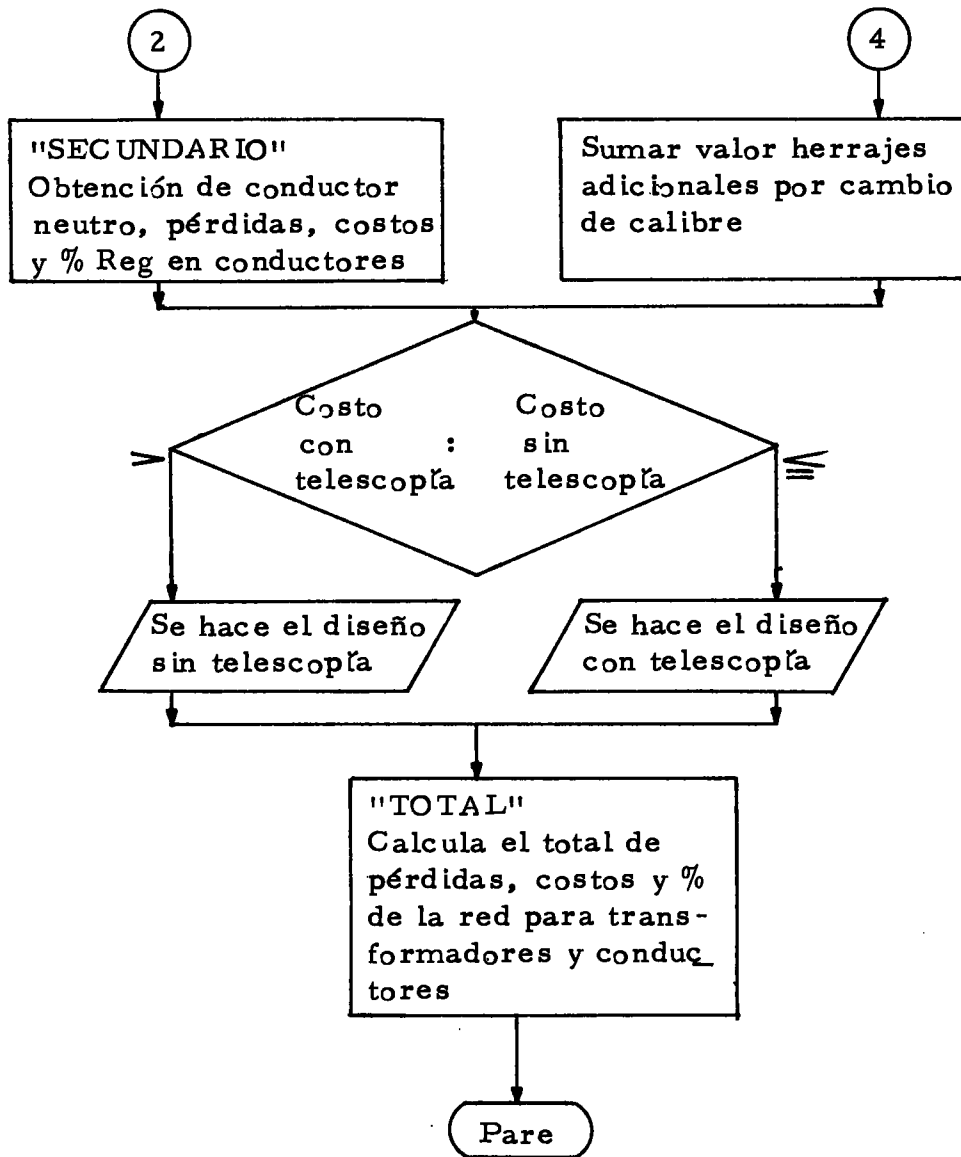 2
4
"SECUNDARIO"
Obtención de conductor
neutro, pérdidas, costos
y % Reg en conductores
Sumar valor herrajes
adicionales por cambio
de calibre
Costo Costo
con : sin
telescopía telescopía
>
≤
Se hace el diseño
sin telescopía
Se hace el diseño
con telescopía
"TOTAL"
Calcula el total de
pérdidas, costos y %
de la red para trans-
formadores y conduc_
tores
Pare